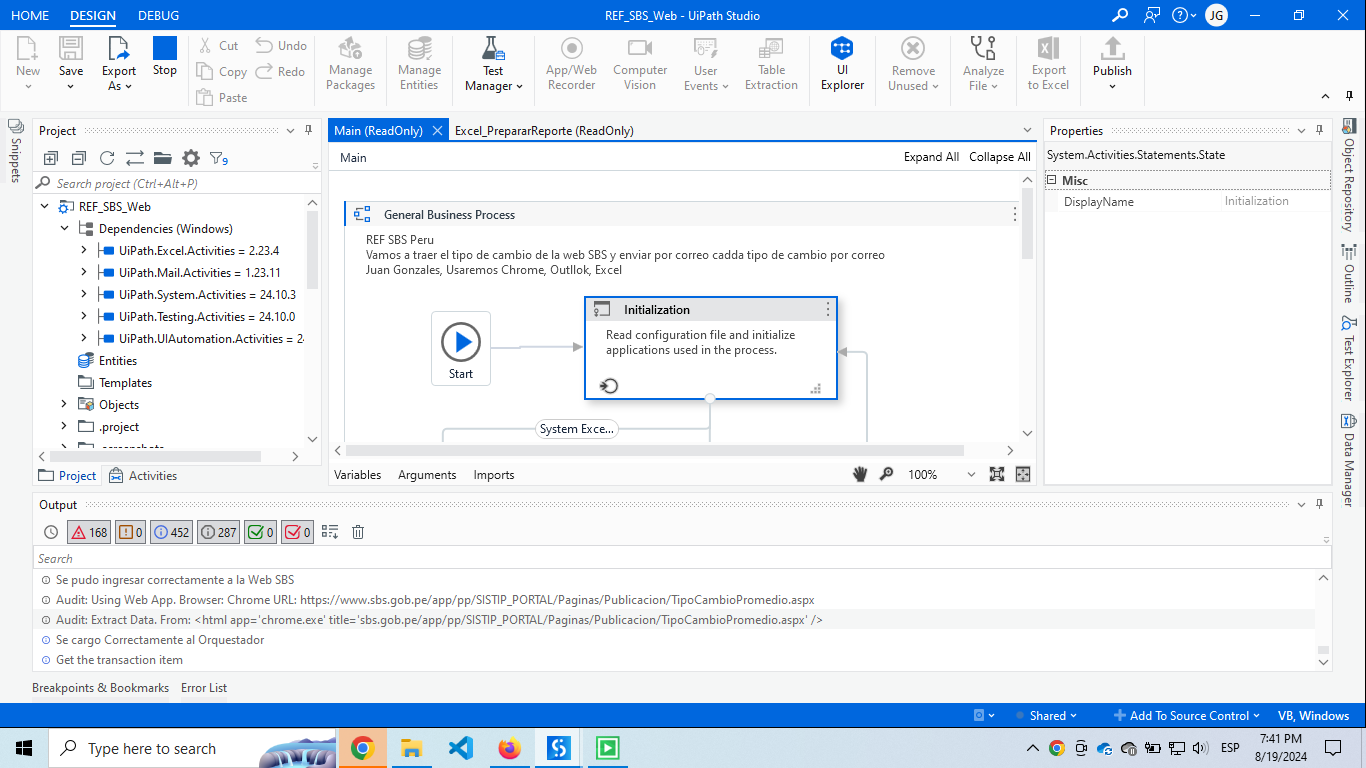 HOME DESIGN DEBUG REF_SBS_Web - UiPath Studio JG
New Save Export As Stop Cut Copy Paste Undo Redo Manage Packages Manage Entities Test Manager App/Web Recorder Computer Vision User Events Table Extraction UI Explorer Remove Unused Analyze File Export to Excel Publish
Snippets
Project
9
Search project (Ctrl+Alt+P)
REF_SBS_Web
Dependencies (Windows)
UiPath.Excel.Activities = 2.23.4
UiPath.Mail.Activities = 1.23.11
UiPath.System.Activities = 24.10.3
UiPath.Testing.Activities = 24.10.0
UiPath.UIAutomation.Activities = 2
Entities
Templates
Objects
.project
.screenshots
Project Activities
Main (ReadOnly) Excel_PrepararReporte (ReadOnly)
Main Expand All Collapse All
General Business Process
REF SBS Peru
Vamos a traer el tipo de cambio de la web SBS y enviar por correo cadda tipo de cambio por correo
Juan Gonzales, Usaremos Chrome, Outllok, Excel
Start
Initialization
Read configuration file and initialize
applications used in the process.
System Exce...
Variables Arguments Imports 100%
Properties
System.Activities.Statements.State
Misc
DisplayName Initialization
Object Repository
Outline
Test Explorer
Data Manager
Output
168 0 452 287 0 0
Search
Se pudo ingresar correctamente a la Web SBS
Audit: Using Web App. Browser: Chrome URL: https://www.sbs.gob.pe/app/pp/SISTIP_PORTAL/Paginas/Publicacion/TipoCambioPromedio.aspx
Audit: Extract Data. From: <html app='chrome.exe' title='sbs.gob.pe/app/pp/SISTIP_PORTAL/Paginas/Publicacion/TipoCambioPromedio.aspx' />
Se cargo Correctamente al Orquestador
Get the transaction item
Breakpoints & Bookmarks Error List
Shared Add To Source Control VB, Windows
Type here to search ESP 7:41 PM
8/19/2024